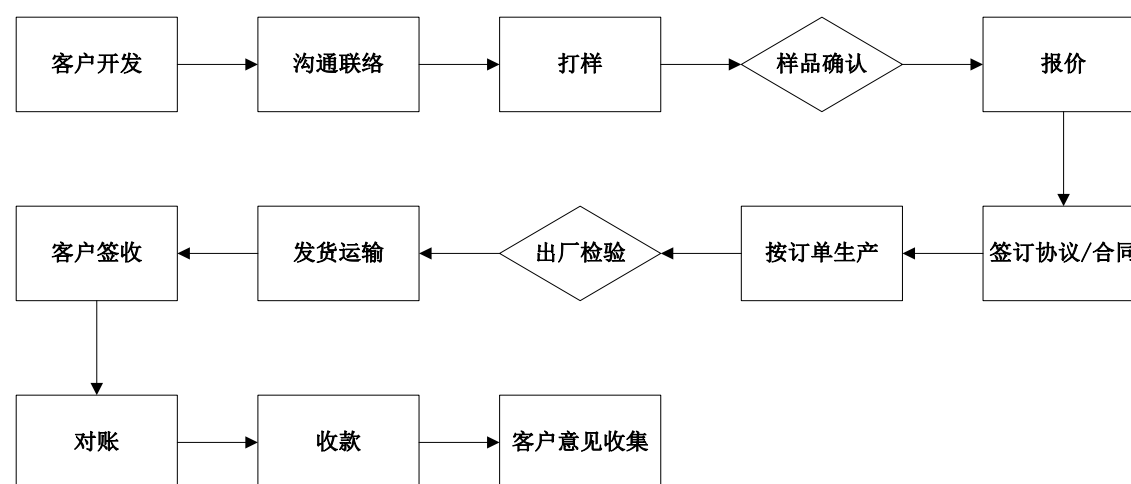 客户开发
沟通联络
打样
样品确认
报价
客户签收
发货运输
出厂检验
按订单生产
签订协议/合同
对账
收款
客户意见收集